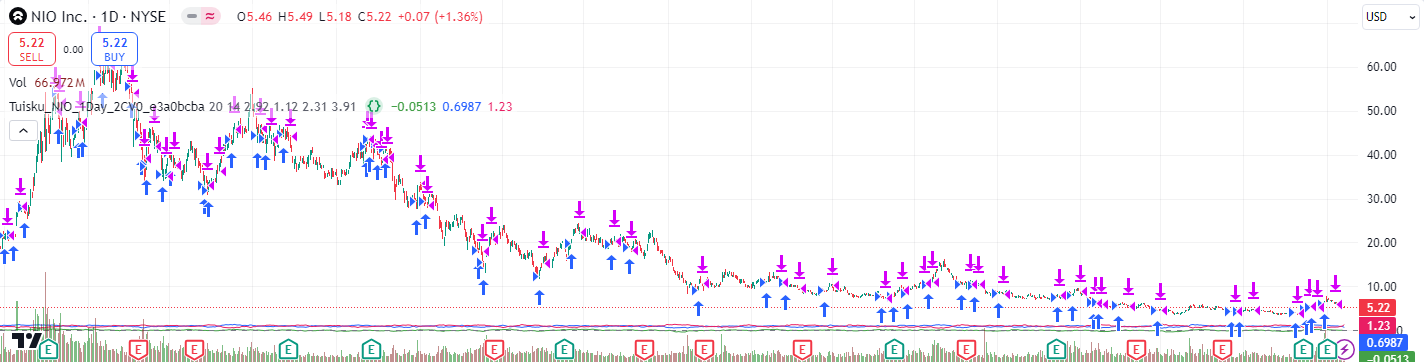 NIO Inc. · 1D · NYSE O5.46 H5.49 L5.18 C5.22 +0.07 (+1.36%) USD
5.22 SELL 0.00 5.22 BUY
Vol 66.972 M
Tuisku_NIO_1Day_2CV0_e3a0bcba 20 14 2.92 1.12 2.31 3.91 {} −0.0513 0.6987 1.23
60.00
50.00
40.00
30.00
20.00
10.00
5.22
1.23
0.6987
−0.0513
E E E E E E E E E E E E E E E E